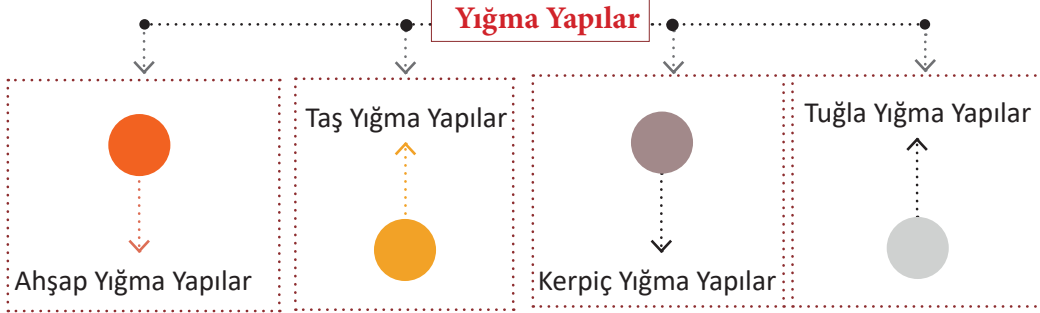 Yığma Yapılar
Ahşap Yığma Yapılar
Taş Yığma Yapılar
Kerpiç Yığma Yapılar
Tuğla Yığma Yapılar